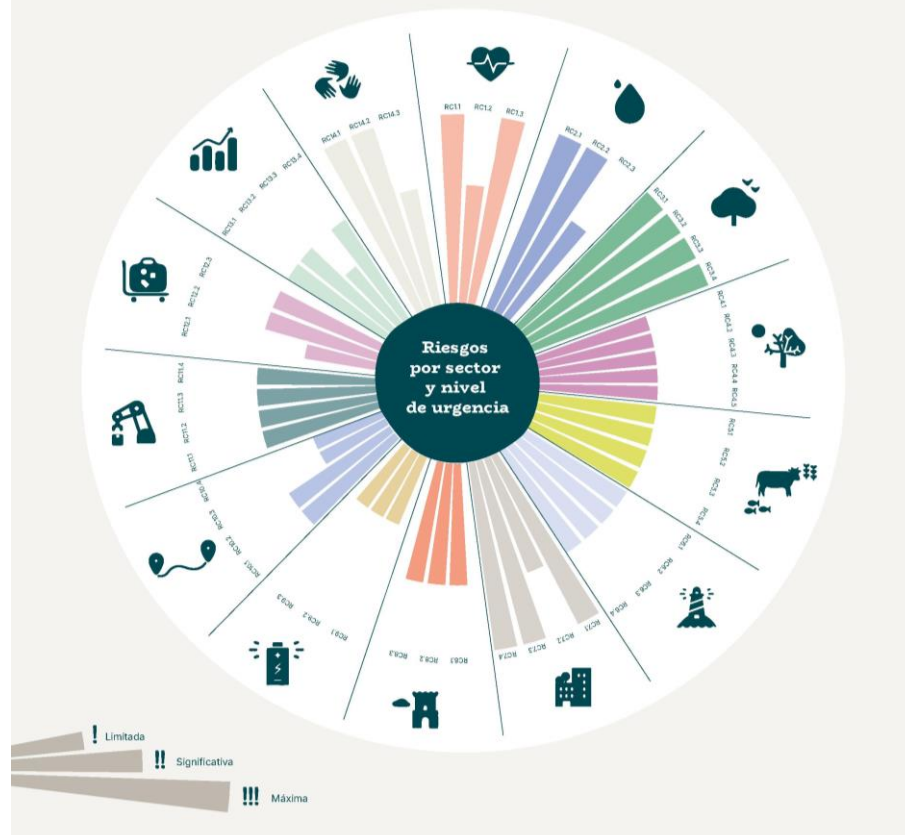 RC1.1
RC1.2
RC1.3
RC2.1
RC2.2
RC2.3
RC3.1
RC3.2
RC3.3
RC3.4
RC4.1
RC4.2
RC4.3
RC4.4
RC4.5
RC5.1
RC5.2
RC5.3
RC5.4
RC6.1
RC6.2
RC6.3
RC6.4
RC7.1
RC7.2
RC7.3
RC7.4
RC8.1
RC8.2
RC8.3
RC9.1
RC9.2
RC9.3
RC10.1
RC10.2
RC10.3
RC10.4
RC11.1
RC11.2
RC11.3
RC11.4
RC12.1
RC12.2
RC12.3
RC13.1
RC13.2
RC13.3
RC13.4
RC14.1
RC14.2
RC14.3
Riesgos
por sector
y nivel
de urgencia
! Limitada
!! Significativa
!!! Máxima